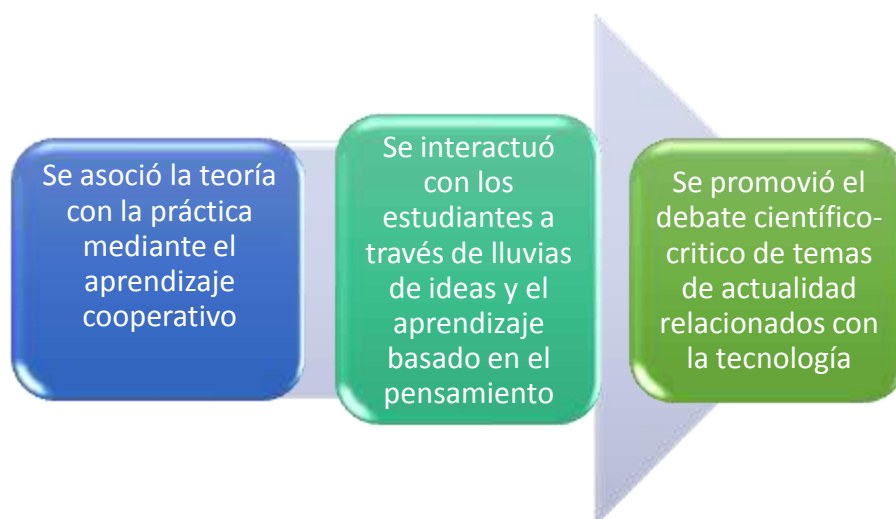 Se asoció la teoría
con la práctica
mediante el
aprendizaje
cooperativo
Se interactuó
con los
estudiantes a
través de lluvias
de ideas y el
aprendizaje
basado en el
pensamiento
Se promovió el
debate científico-
critico de temas
de actualidad
relacionados con
la tecnología